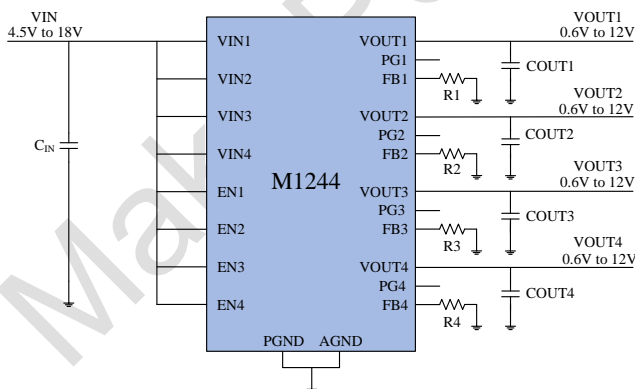 VIN
4.5V to 18V
C_IN
VIN1
VIN2
VIN3
VIN4
EN1
EN2
EN3
EN4
M1244
PGND AGND
VOUT1
PG1
FB1
VOUT2
PG2
FB2
VOUT3
PG3
FB3
VOUT4
PG4
FB4
R1
R2
R3
R4
VOUT1
0.6V to 12V
COUT1
VOUT2
0.6V to 12V
COUT2
VOUT3
0.6V to 12V
COUT3
VOUT4
0.6V to 12V
COUT4